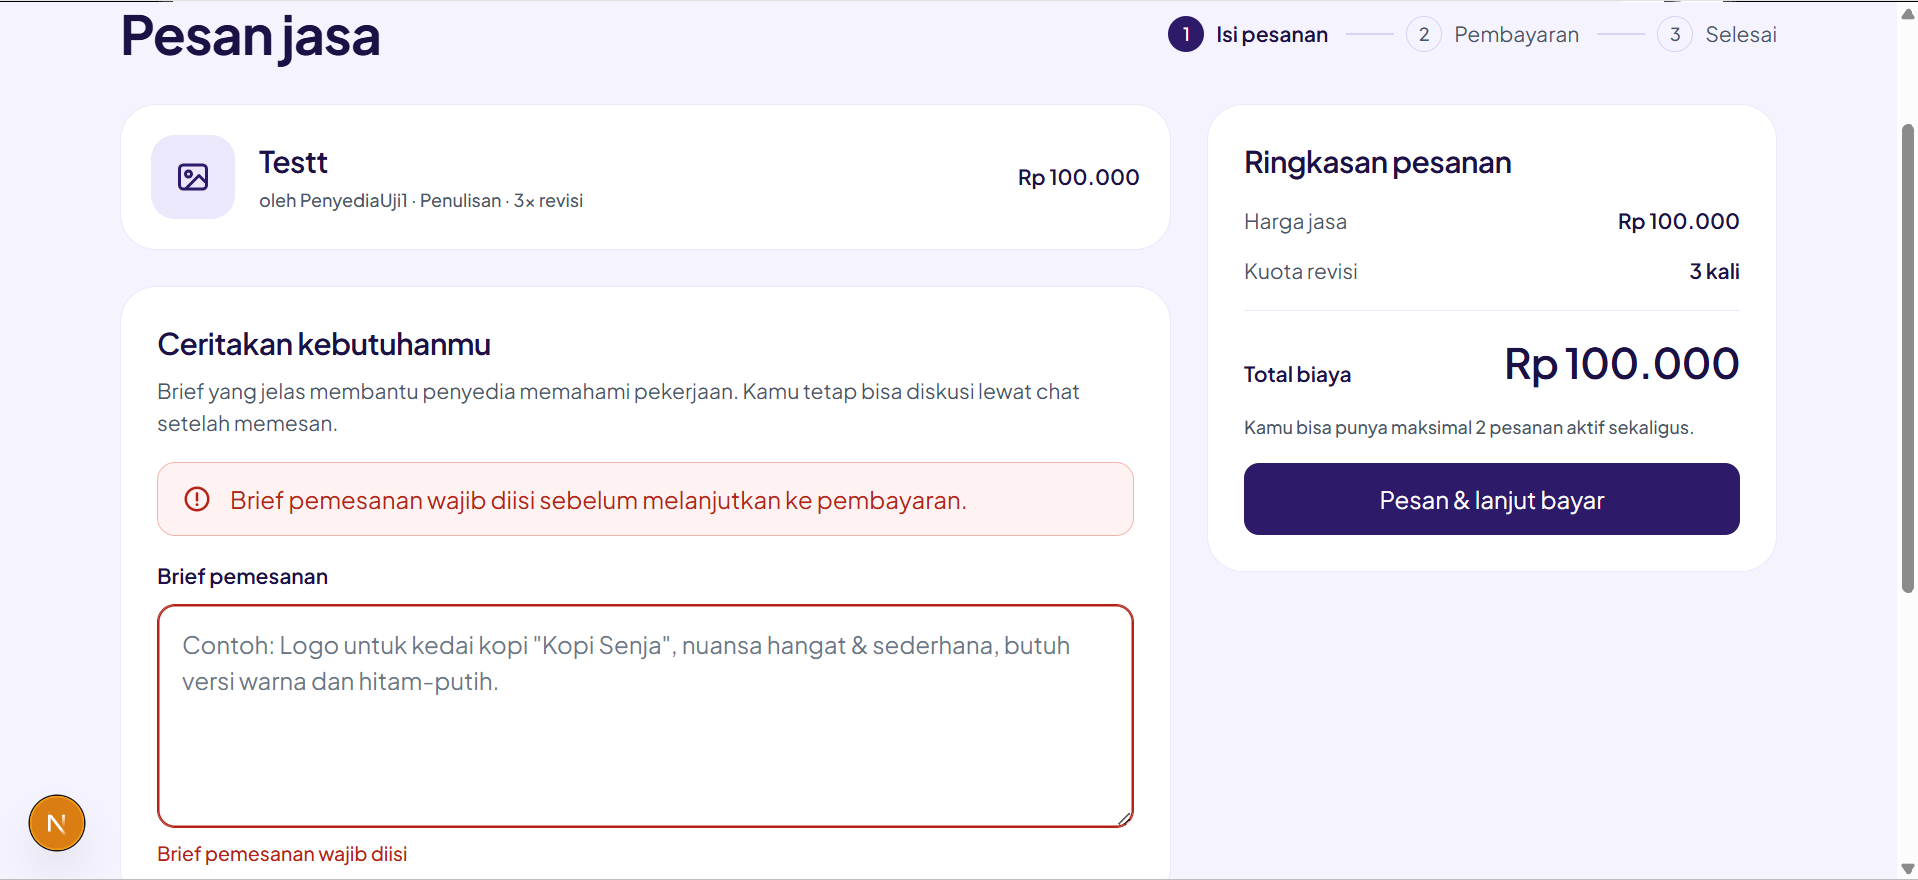 Pesan jasa
1 Isi pesanan
2 Pembayaran
3 Selesai
Testt
oleh PenyediaUji1 · Penulisan · 3× revisi
Rp 100.000
Ceritakan kebutuhanmu
Brief yang jelas membantu penyedia memahami pekerjaan. Kamu tetap bisa diskusi lewat chat
setelah memesan.
Brief pemesanan wajib diisi sebelum melanjutkan ke pembayaran.
Brief pemesanan
Contoh: Logo untuk kedai kopi "Kopi Senja", nuansa hangat & sederhana, butuh
versi warna dan hitam-putih.
Brief pemesanan wajib diisi
Ringkasan pesanan
Harga jasa Rp 100.000
Kuota revisi 3 kali
Total biaya Rp 100.000
Kamu bisa punya maksimal 2 pesanan aktif sekaligus.
Pesan & lanjut bayar
N